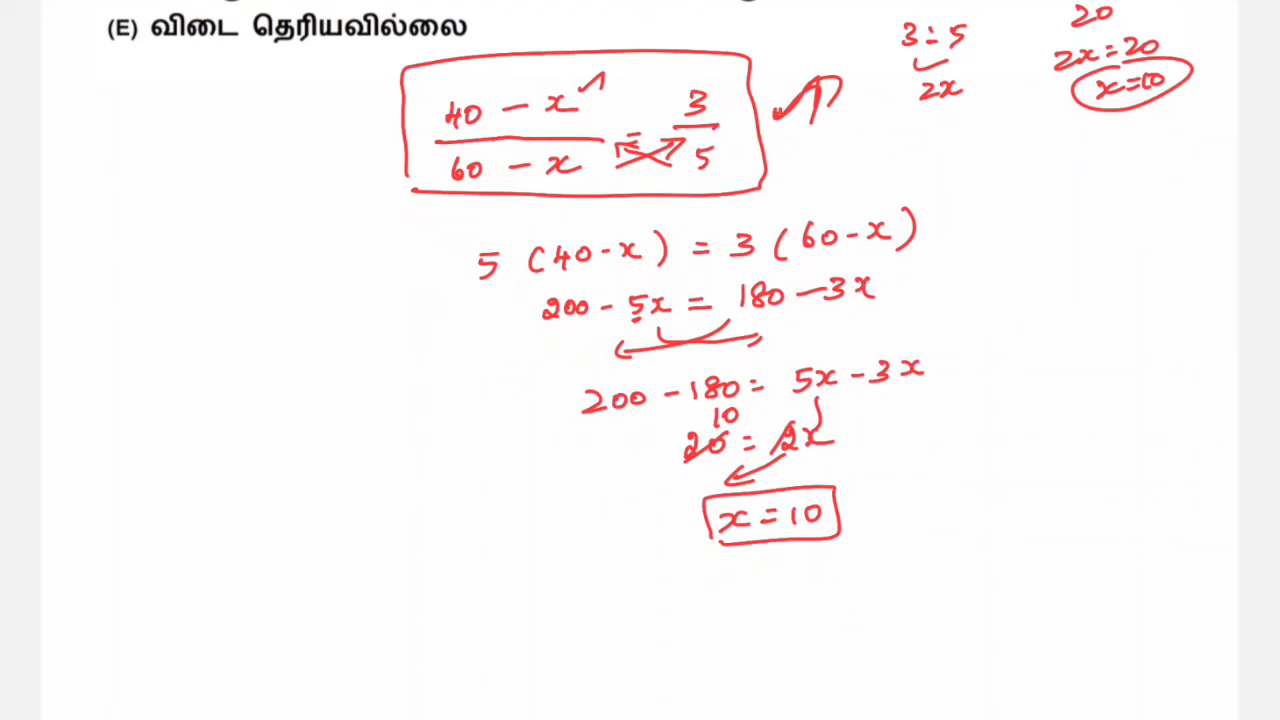 (E) விடை தெரியவில்லை
20
3 : 5
2x = 20
2x
x = 10
40 - x
3
60 - x
=
5
5 (40 - x) = 3 (60 - x)
200 - 5x = 180 - 3x
200 - 180 = 5x - 3x
10
20 = 2x
x = 10